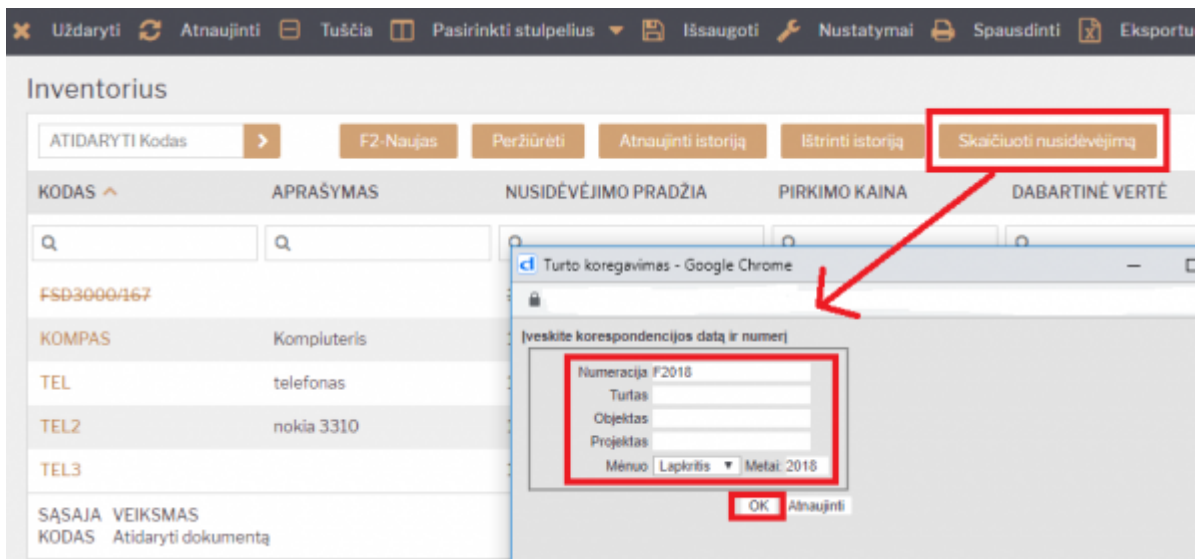 Uždaryti Atnaujinti Tuščia Pasirinkti stulpelius Išsaugoti Nustatymai Spausdinti Eksportu
Inventorius
ATIDARYTI Kodas F2-Naujas Peržiūrėti Atnaujinti istoriją Ištrinti istoriją Skaičiuoti nusidėvėjimą
KODAS APRAŠYMAS NUSIDĖVĖJIMO PRADŽIA PIRKIMO KAINA DABARTINĖ VERTĖ
Turto koregavimas - Google Chrome
FSD3000/167
Įveskite korespondencijos datą ir numerį
KOMPAS Kompiuteris
Numeracija F2018
TEL telefonas
Turtas
Objektas
TEL2 nokia 3310
Projektas
Mėnuo Lapkritis Metai: 2018
TEL3
OK Atnaujinti
SĄSAJA VEIKSMAS
KODAS Atidaryti dokumentą